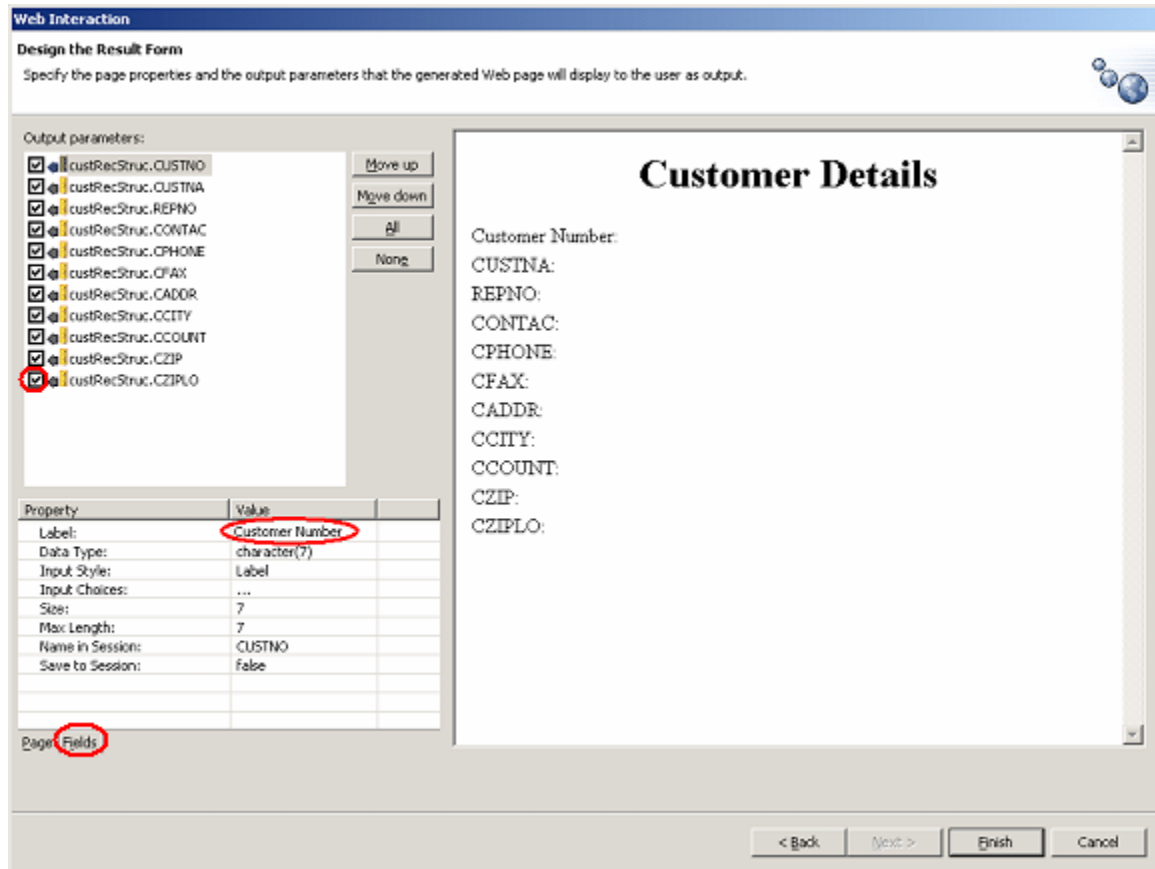 Web Interaction
Design the Result Form
Specify the page properties and the output parameters that the generated Web page will display to the user as output.
Output parameters:
custRecStruc.CUSTNO
custRecStruc.CUSTNA
custRecStruc.REPNO
custRecStruc.CONTAC
custRecStruc.CPHONE
custRecStruc.CFAX
custRecStruc.CADDR
custRecStruc.CCITY
custRecStruc.CCOUNT
custRecStruc.CZIP
custRecStruc.CZIPLO
Move up
Move down
All
None
Property Value
Label: Customer Number
Data Type: character(7)
Input Style: Label
Input Choices: ...
Size: 7
Max Length: 7
Name in Session: CUSTNO
Save to Session: false
Page Fields
Customer Details
Customer Number:
CUSTNA:
REPNO:
CONTAC:
CPHONE:
CFAX:
CADDR:
CCITY:
CCOUNT:
CZIP:
CZIPLO:
< Back Next > Finish Cancel